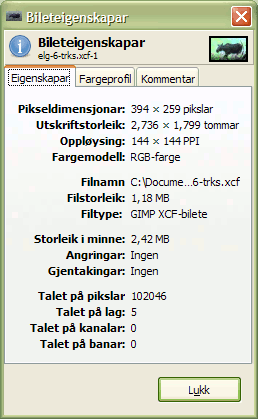 Bileteigenskapar
Bileteigenskapar
elg-6-trks.xcf-1
Eigenskapar Fargeprofil Kommentar
Pikseldimensjonar: 394 × 259 pikslar
Utskriftstorleik: 2,736 × 1,799 tommar
Oppløysing: 144 × 144 PPI
Fargemodell: RGB-farge
Filnamn C:\Docume...6-trks.xcf
Filstorleik: 1,18 MB
Filtype: GIMP XCF-bilete
Storleik i minne: 2,42 MB
Angringar: Ingen
Gjentakingar: Ingen
Talet på pikslar 102046
Talet på lag: 5
Talet på kanalar: 0
Talet på banar: 0
Lukk